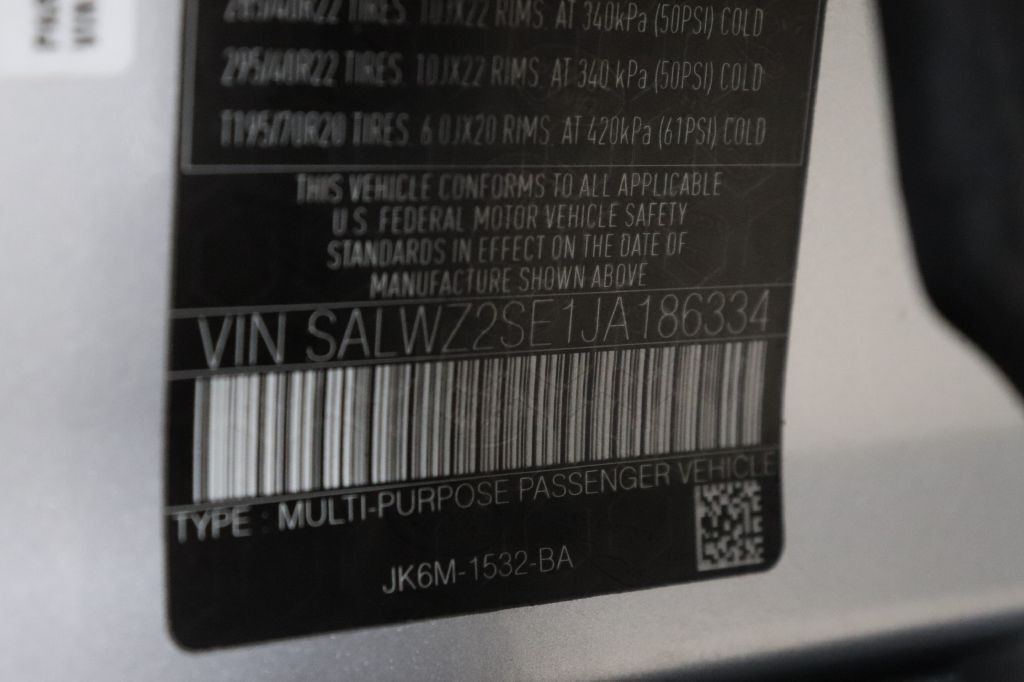 295/40R22 TIRES. 10JX22 RIMS. AT 340kPa (50PSI) COLD
T195/70R20 TIRES. 6.0JX20 RIMS. AT 420kPa (61PSI) COLD
THIS VEHICLE CONFORMS TO ALL APPLICABLE
U.S. FEDERAL MOTOR VEHICLE SAFETY
STANDARDS IN EFFECT ON THE DATE OF
MANUFACTURE SHOWN ABOVE
VIN SALWZ2SE1JA186334
TYPE : MULTI-PURPOSE PASSENGER VEHICLE
JK6M-1532-BA